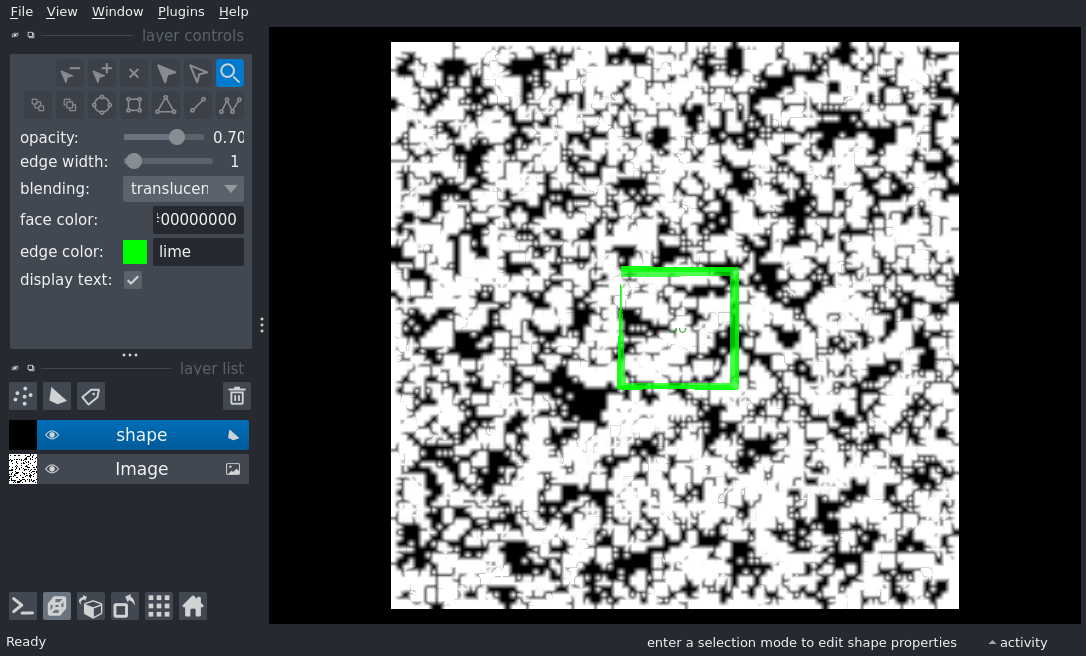 File View Window Plugins Help
layer controls
opacity: 0.70
edge width: 1
blending: translucen
face color: 00000000
edge color: lime
display text:
layer list
shape
Image
Ready
enter a selection mode to edit shape properties
activity